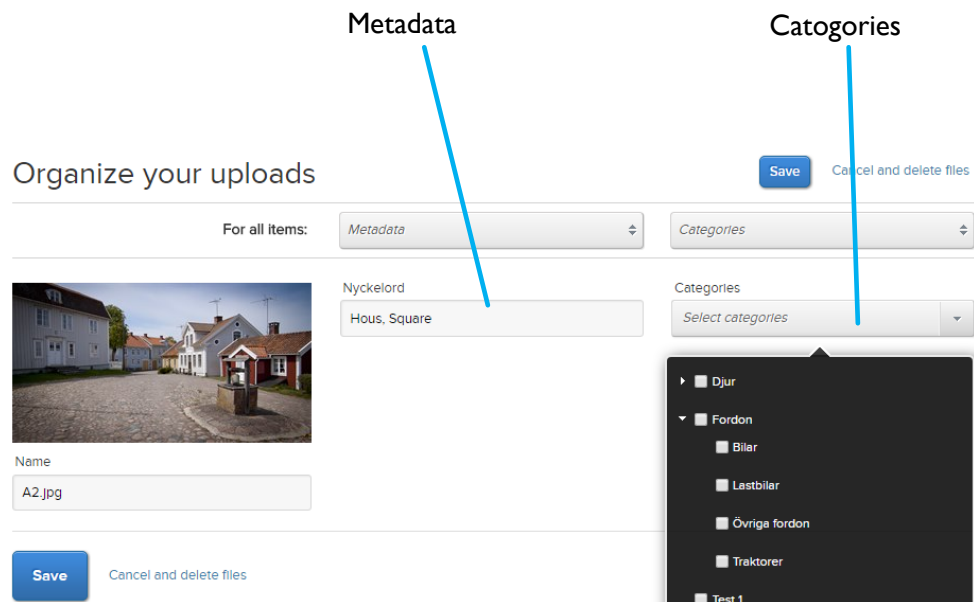 Metadata Catogories
Organize your uploads Save Cancel and delete files
For all items: Metadata Categories
Nyckelord Categories
Hous, Square Select categories
Djur
Fordon
Bilar
Name Lastbilar
A2.jpg
Övriga fordon
Traktorer
Save Cancel and delete files
Test 1